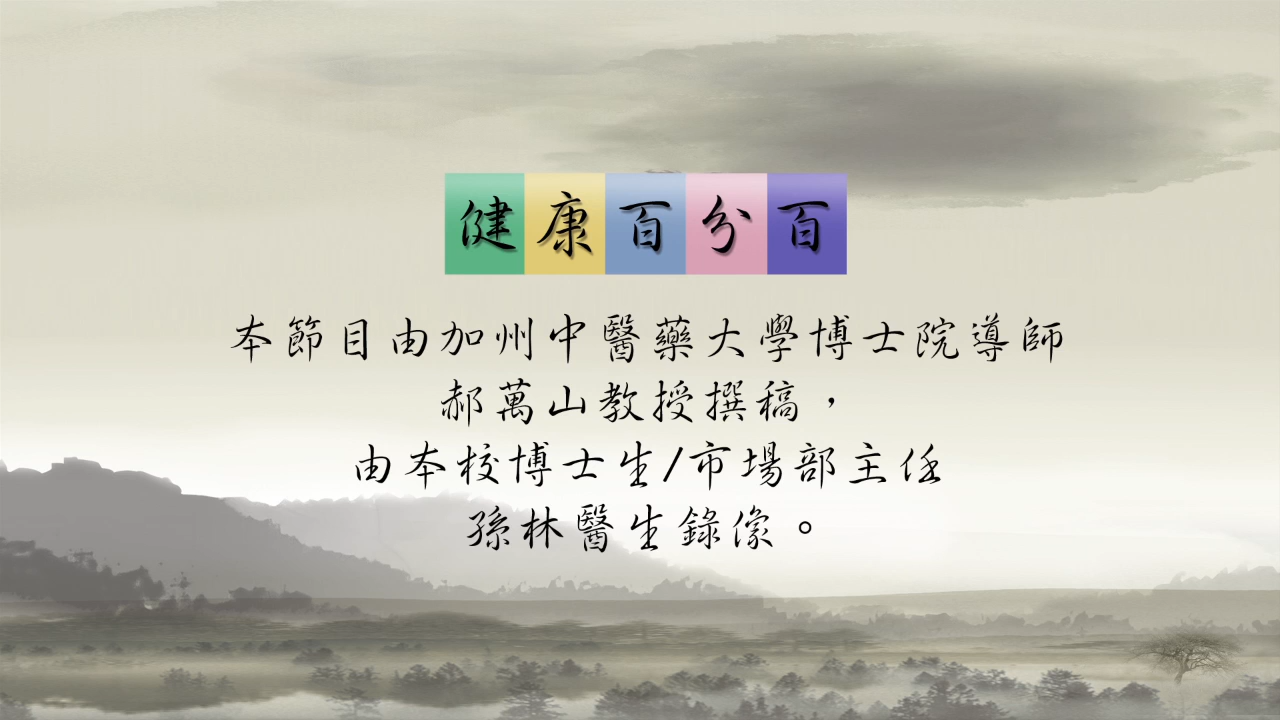 健康百分百
本節目由加州中醫藥大學博士院導師
郝萬山教授撰稿，
由本校博士生/市場部主任
孫林醫生錄像。